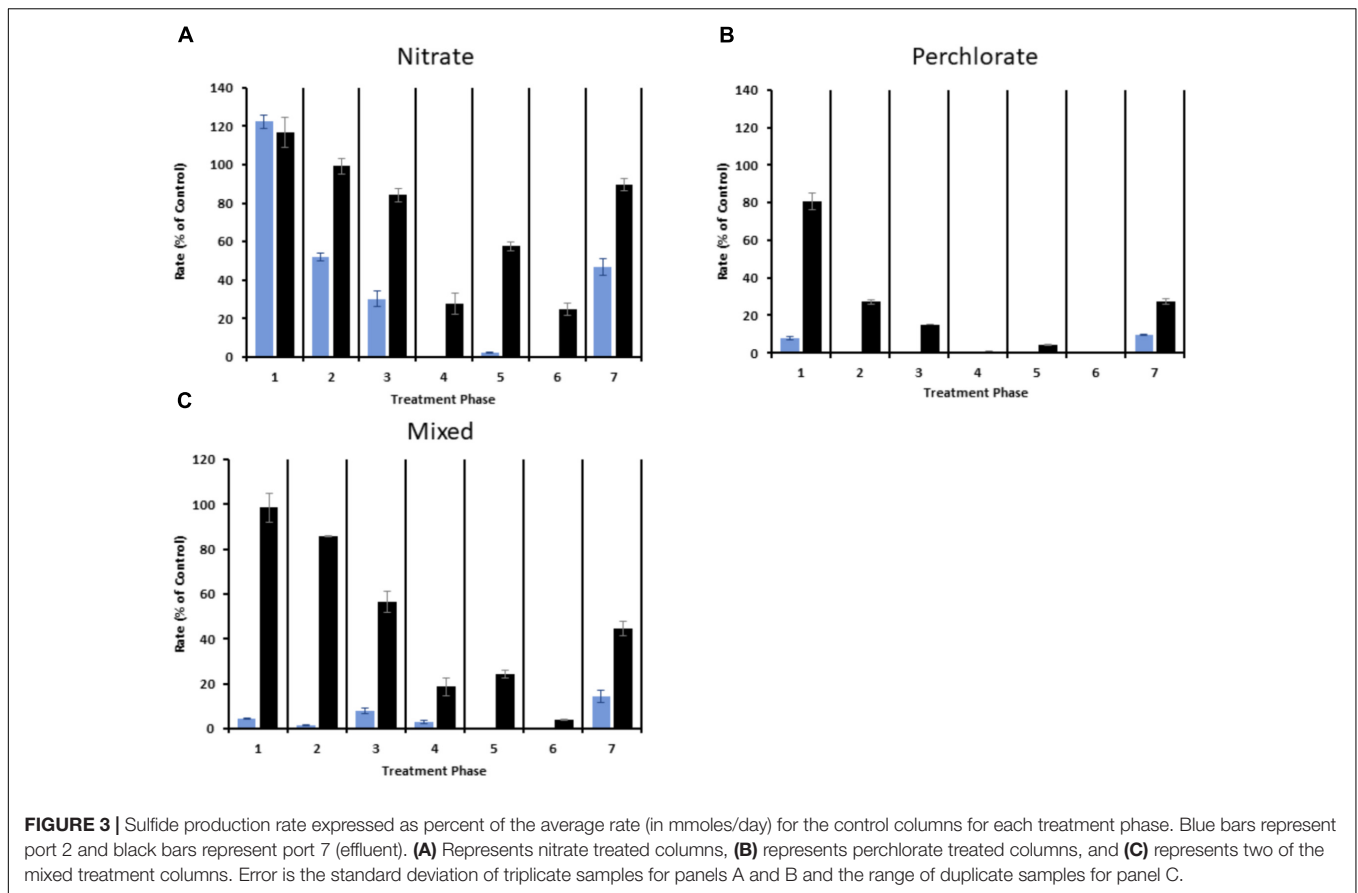 A
Nitrate
Rate (% of Control)
140
120
100
80
60
40
20
0
1 2 3 4 5 6 7
Treatment Phase
B
Perchlorate
Rate (% of Control)
140
120
100
80
60
40
20
0
1 2 3 4 5 6 7
Treatment Phase
C
Mixed
Rate (% of Control)
120
100
80
60
40
20
0
1 2 3 4 5 6 7
Treatment Phase
FIGURE 3 | Sulfide production rate expressed as percent of the average rate (in mmoles/day) for the control columns for each treatment phase. Blue bars represent
port 2 and black bars represent port 7 (effluent). (A) Represents nitrate treated columns, (B) represents perchlorate treated columns, and (C) represents two of the
mixed treatment columns. Error is the standard deviation of triplicate samples for panels A and B and the range of duplicate samples for panel C.